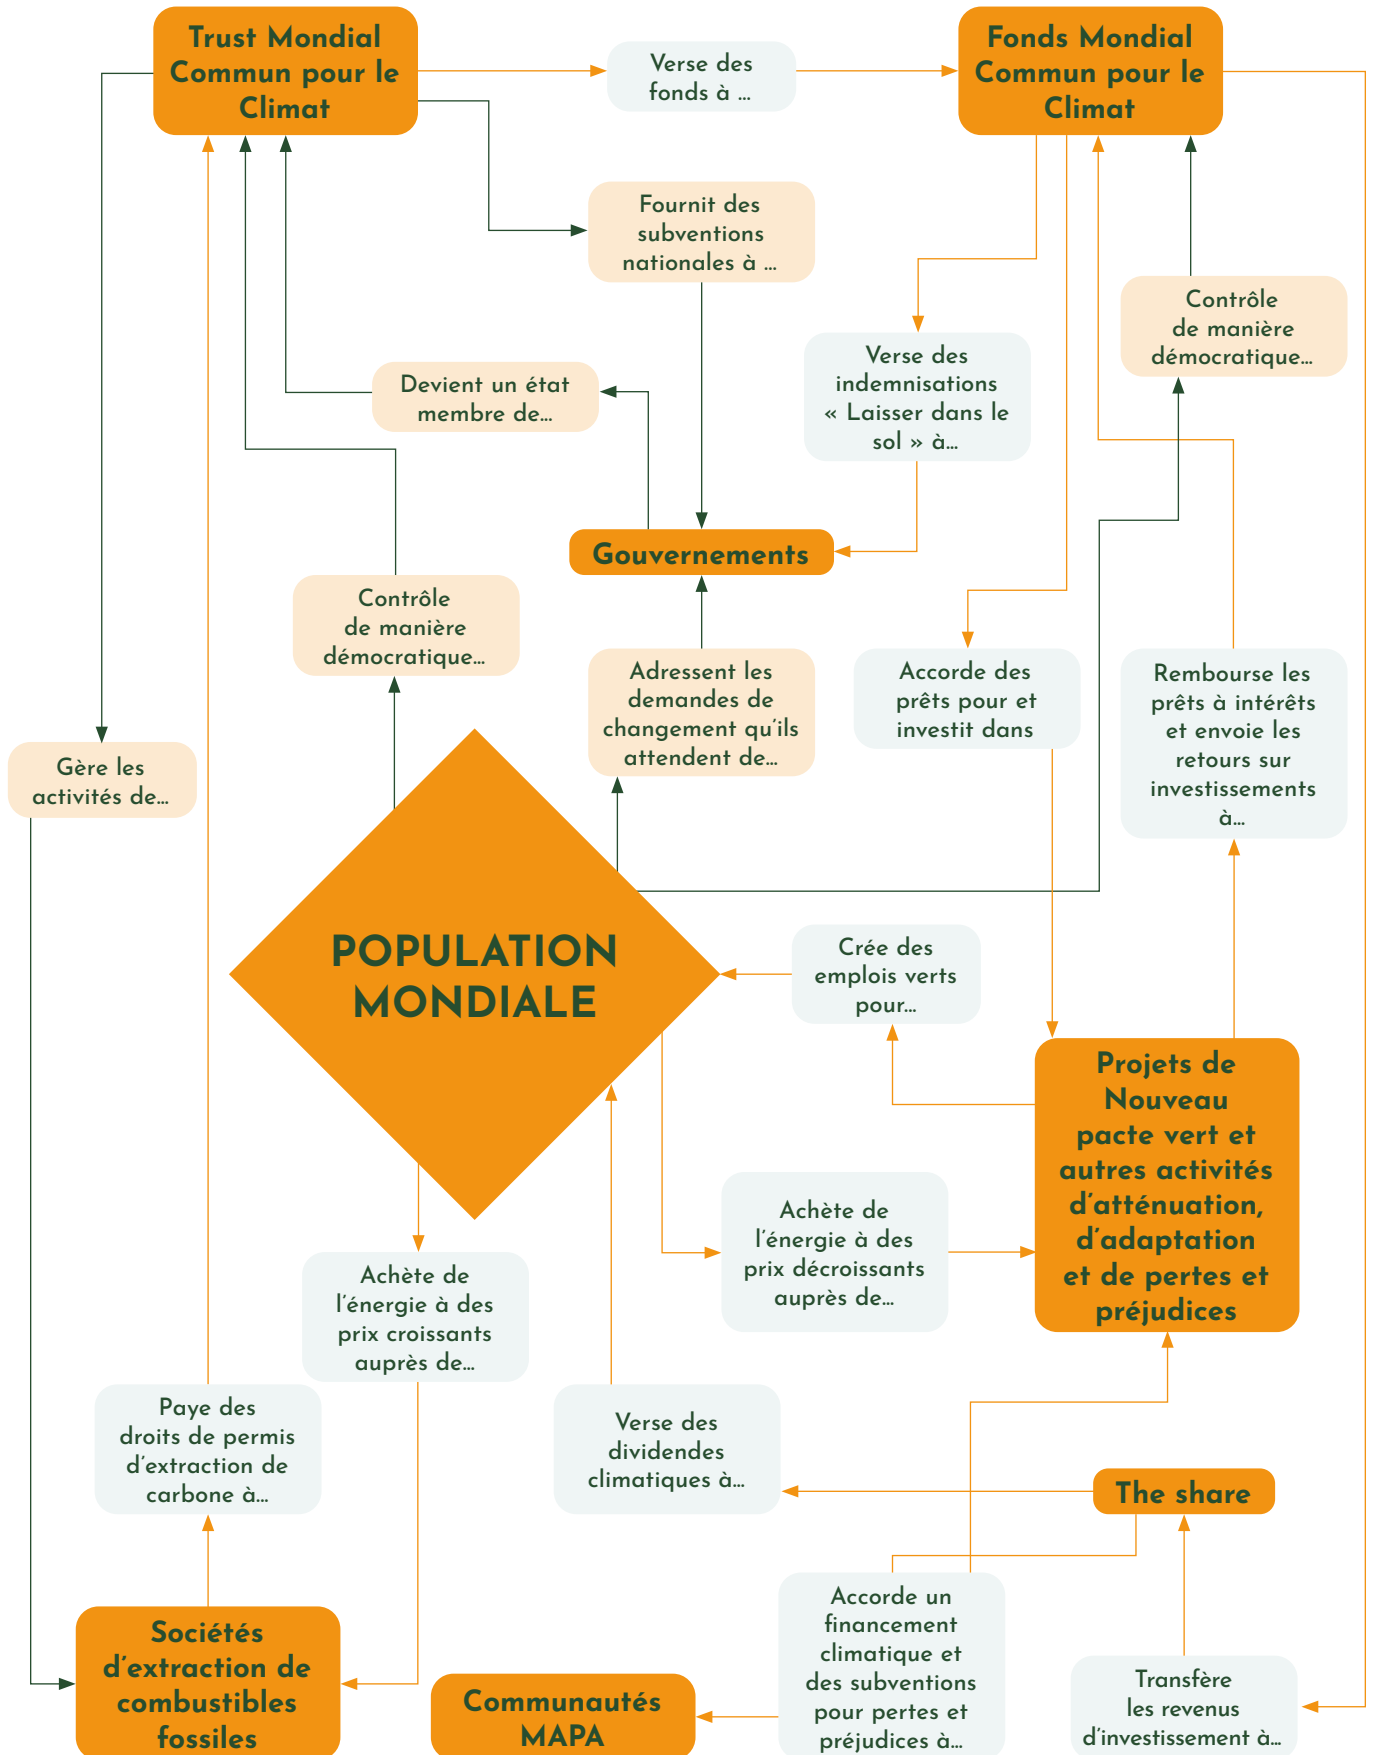 Trust Mondial
Commun pour le
Climat
Verse des
fonds à ...
Fonds Mondial
Commun pour le
Climat
Fournit des
subventions
nationales à ...
Contrôle
de manière
démocratique...
Verse des
indemnisations
« Laisser dans le
sol » à...
Devient un état
membre de...
Gouvernements
Contrôle
de manière
démocratique...
Adressent les
demandes de
changement qu'ils
attendent de...
Accorde des
prêts pour et
investit dans
Rembourse les
prêts à intérêts
et envoie les
retours sur
investissements
à...
Gère les
activités de...
POPULATION
MONDIALE
Crée des
emplois verts
pour...
Projets de
Nouveau
pacte vert et
autres activités
d'atténuation,
d'adaptation
et de pertes et
préjudices
Achète de
l'énergie à des
prix décroissants
auprès de...
Achète de
l'énergie à des
prix croissants
auprès de...
Paye des
droits de permis
d'extraction de
carbone à...
Verse des
dividendes
climatiques à...
The share
Accorde un
financement
climatique et
des subventions
pour pertes et
préjudices à...
Sociétés
d'extraction de
combustibles
fossiles
Communautés
MAPA
Transfère
les revenus
d'investissement à...